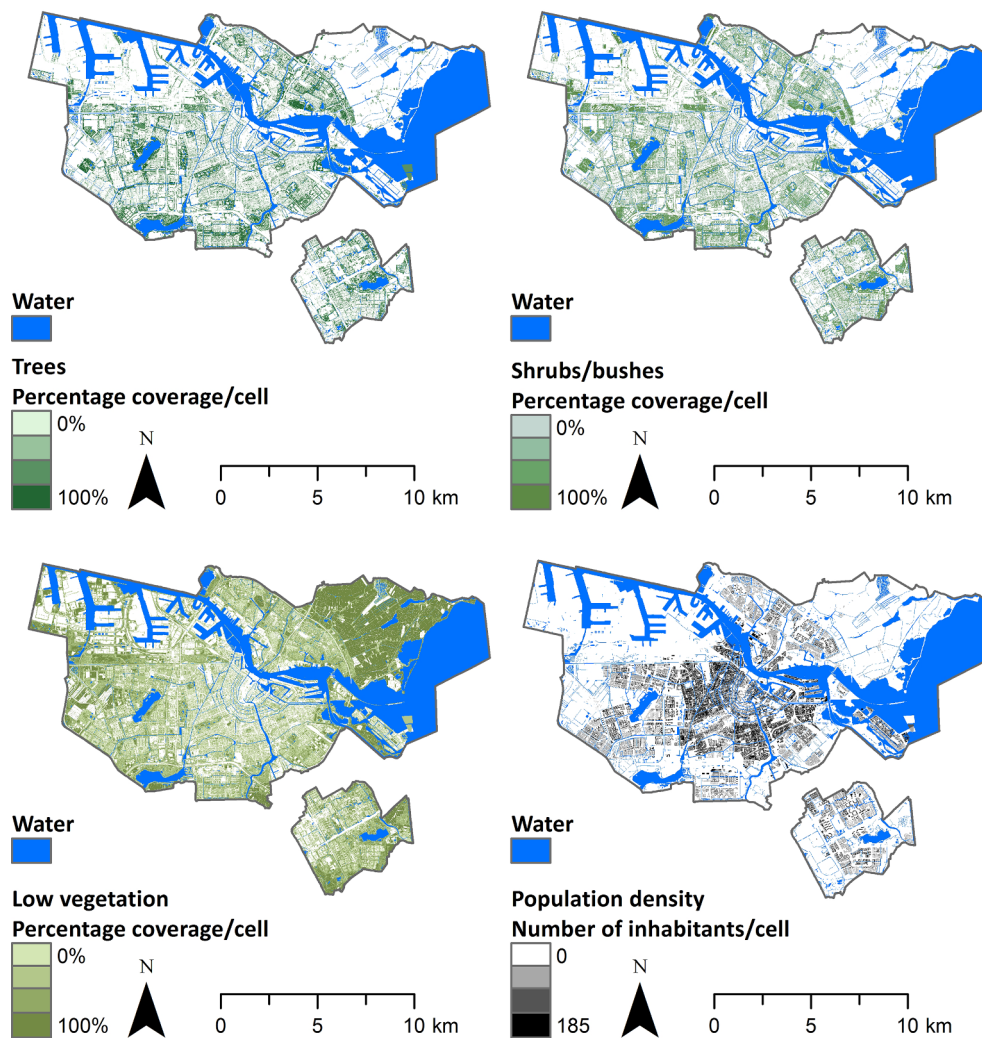 Water
Trees
Percentage coverage/cell
0%
100%
N
0 5 10 km
Water
Shrubs/bushes
Percentage coverage/cell
0%
100%
N
0 5 10 km
Water
Low vegetation
Percentage coverage/cell
0%
100%
N
0 5 10 km
Water
Population density
Number of inhabitants/cell
0
185
N
0 5 10 km